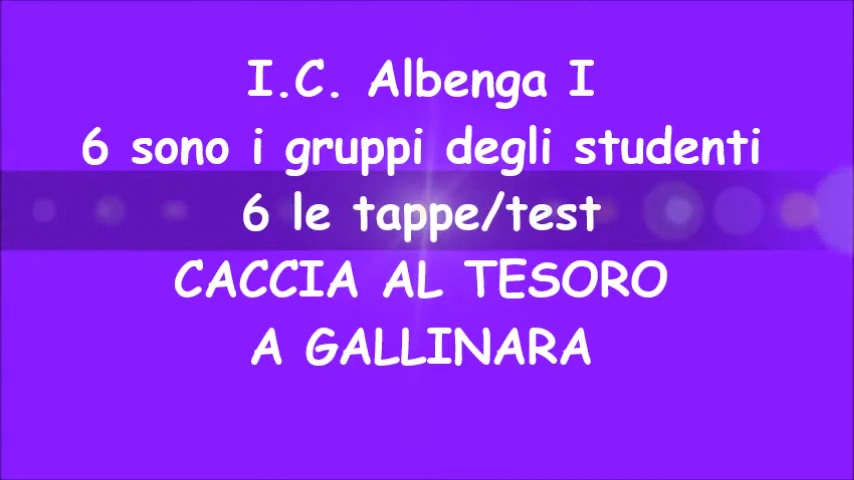 I.C. Albenga I
6 sono i gruppi degli studenti
6 le tappe/test
CACCIA AL TESORO
A GALLINARA